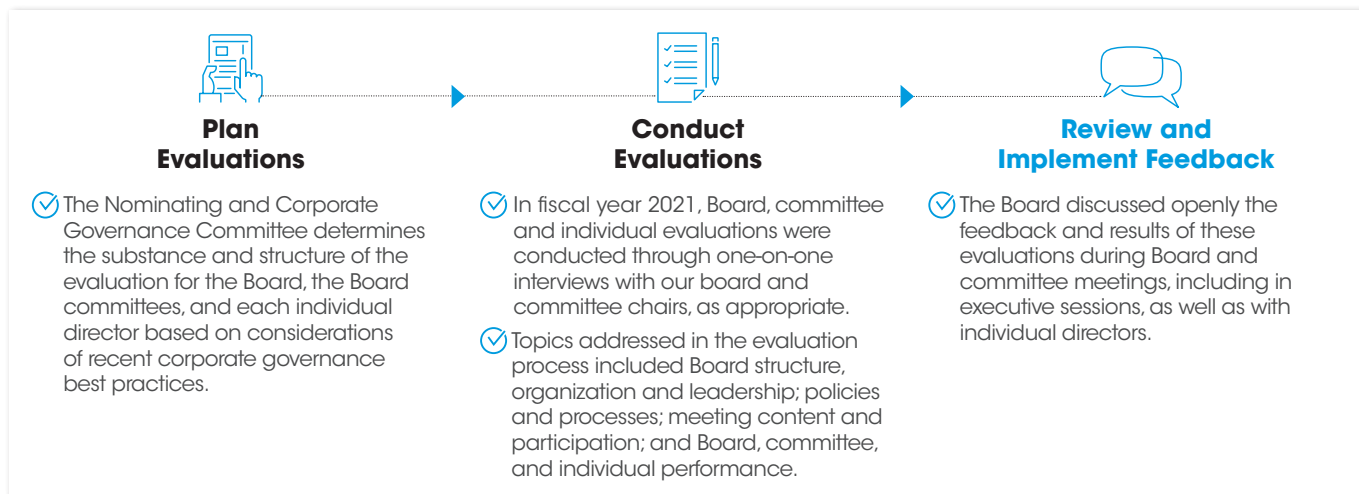 Plan
Evaluations
The Nominating and Corporate
Governance Committee determines
the substance and structure of the
evaluation for the Board, the Board
committees, and each individual
director based on considerations
of recent corporate governance
best practices.
Conduct
Evaluations
In fiscal year 2021, Board, committee
and individual evaluations were
conducted through one-on-one
interviews with our board and
committee chairs, as appropriate.
Topics addressed in the evaluation
process included Board structure,
organization and leadership; policies
and processes; meeting content and
participation; and Board, committee,
and individual performance.
Review and
Implement Feedback
The Board discussed openly the
feedback and results of these
evaluations during Board and
committee meetings, including in
executive sessions, as well as with
individual directors.